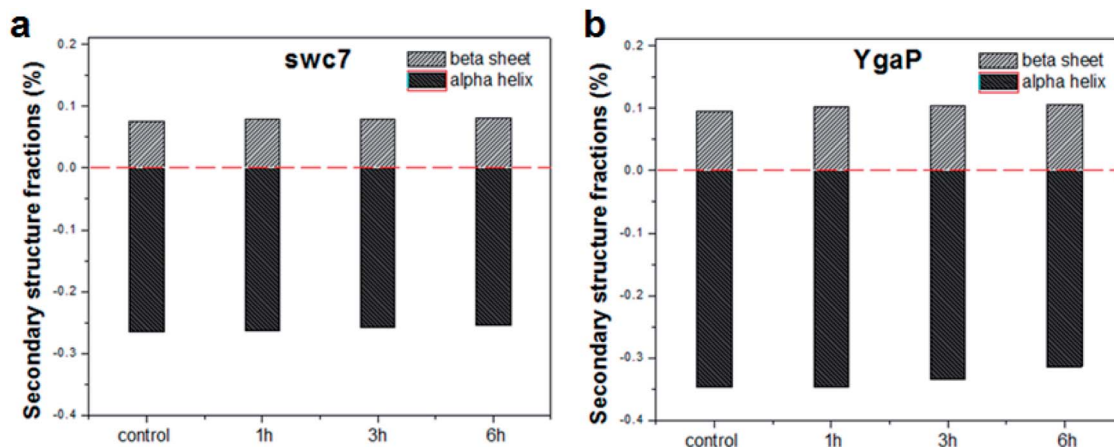 a
swc7
beta sheet
alpha helix
Secondary structure fractions (%)
0.2
0.1
0.0
-0.1
-0.2
-0.3
-0.4
control 1h 3h 6h
b
YgaP
beta sheet
alpha helix
Secondary structure fractions (%)
0.2
0.1
0.0
-0.1
-0.2
-0.3
-0.4
control 1h 3h 6h